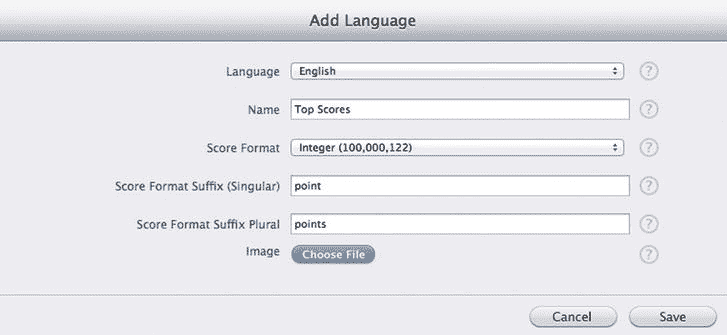 Add Language
Language English ?
Name Top Scores ?
Score Format Integer (100,000,122) ?
Score Format Suffix (Singular) point ?
Score Format Suffix Plural points ?
Image Choose File ?
Cancel Save